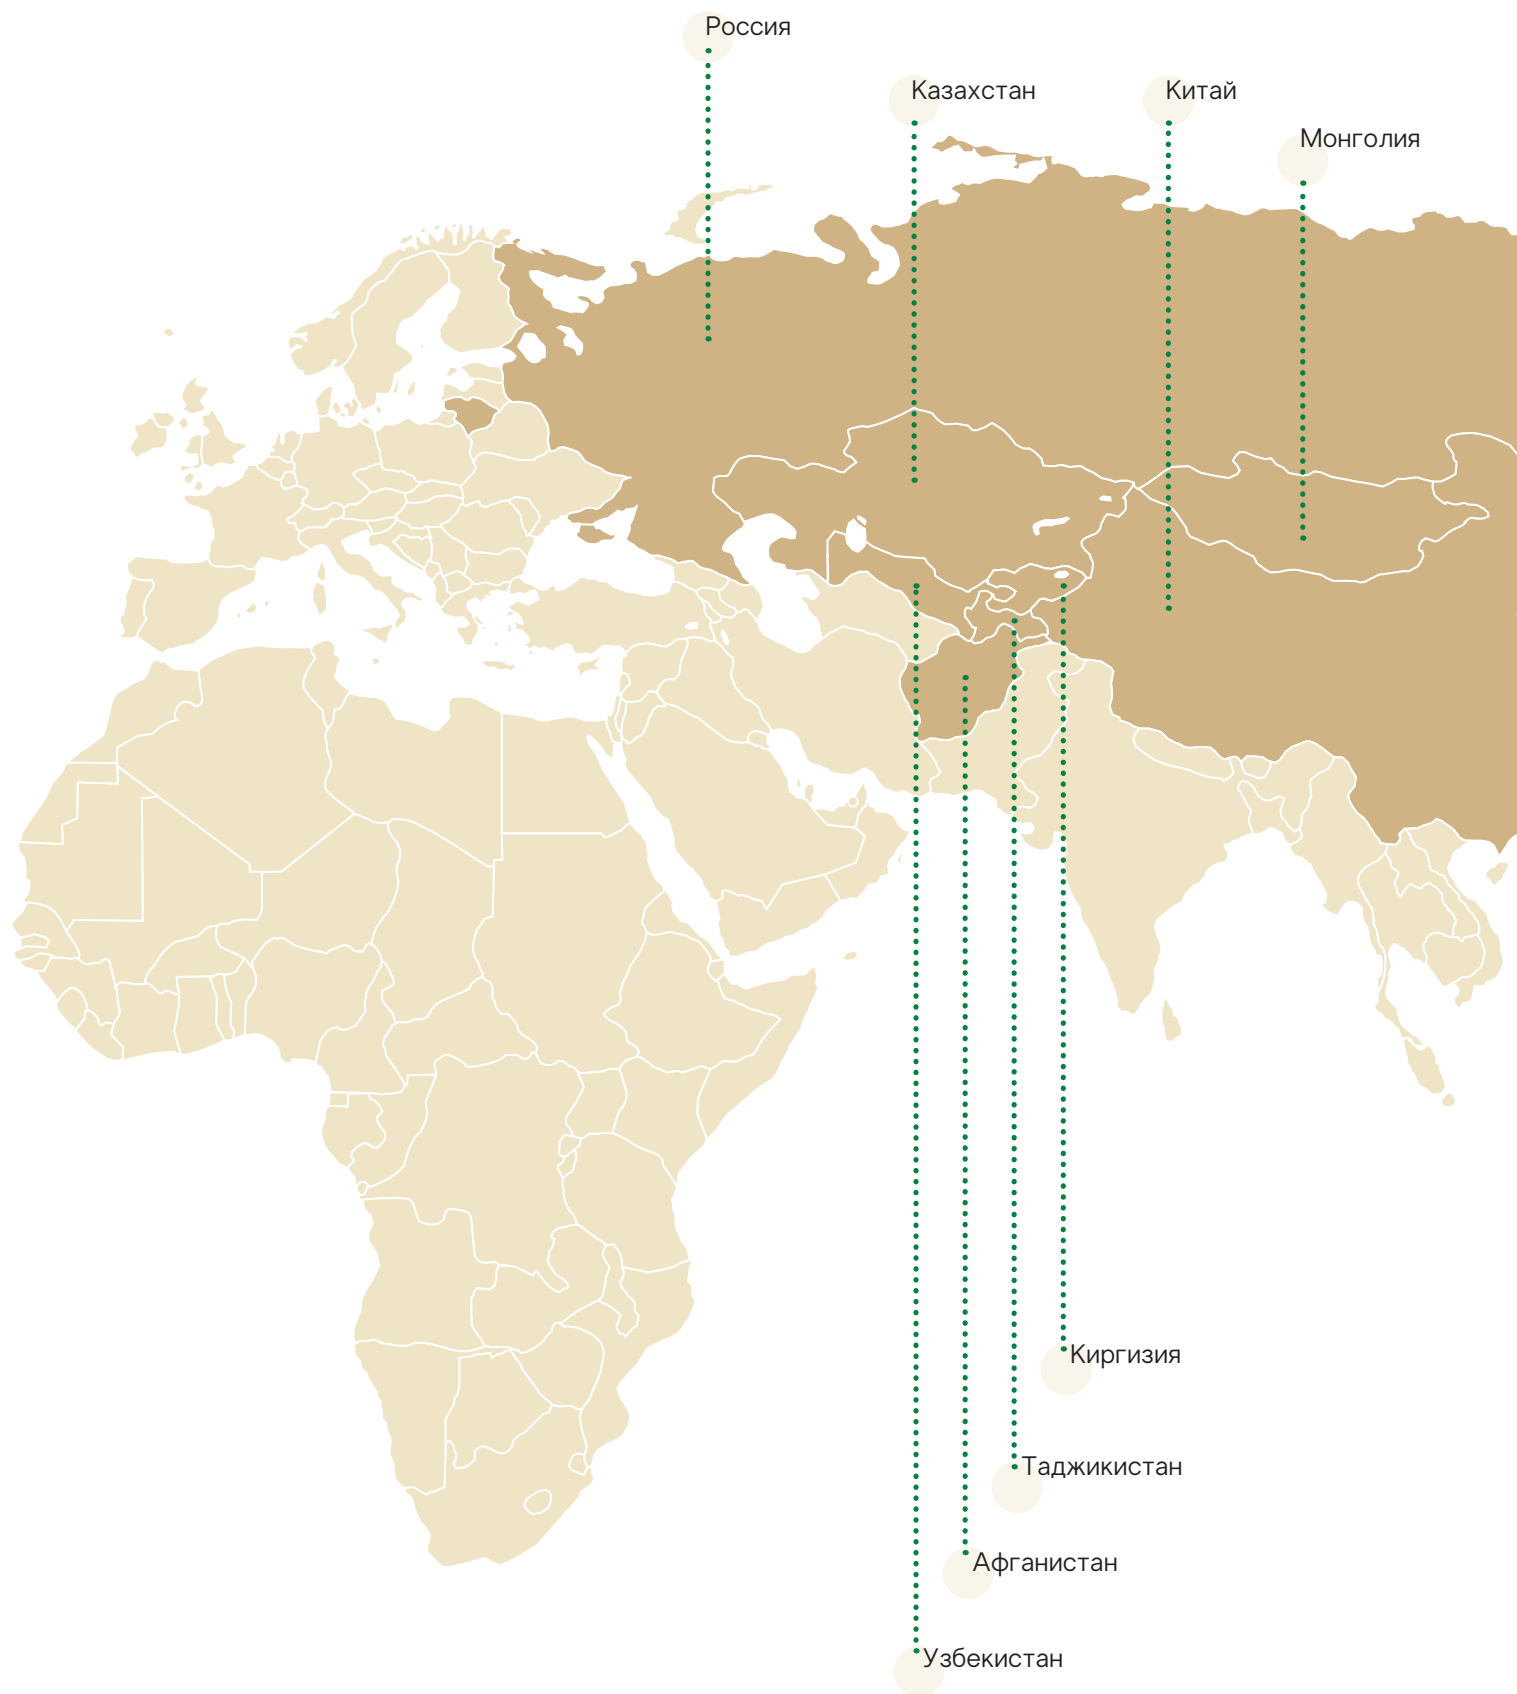 Россия
Казахстан
Китай
Монголия
Киргизия
Таджикистан
Афганистан
Узбекистан